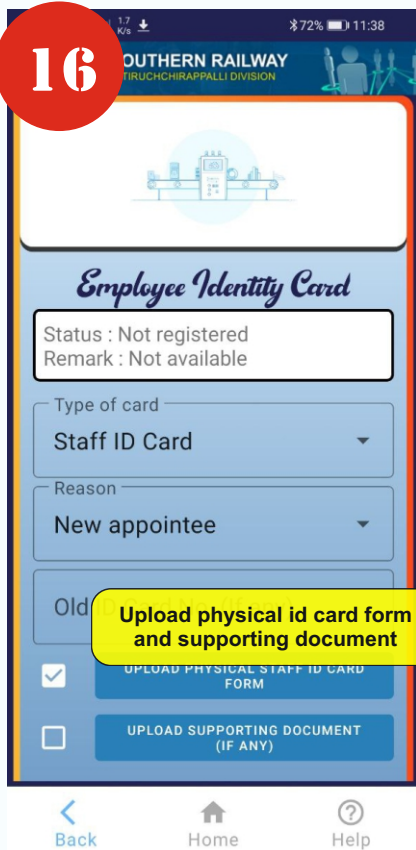 16
1.7
K/s
72%
11:38
SOUTHERN RAILWAY
TIRUCHCHIRAPPALLI DIVISION
Employee Identity Card
Status : Not registered
Remark : Not available
Type of card
Staff ID Card
Reason
New appointee
Old
Upload physical id card form
and supporting document
UPLOAD PHYSICAL STAFF ID CARD
FORM
UPLOAD SUPPORTING DOCUMENT
(IF ANY)
Back
Home
Help